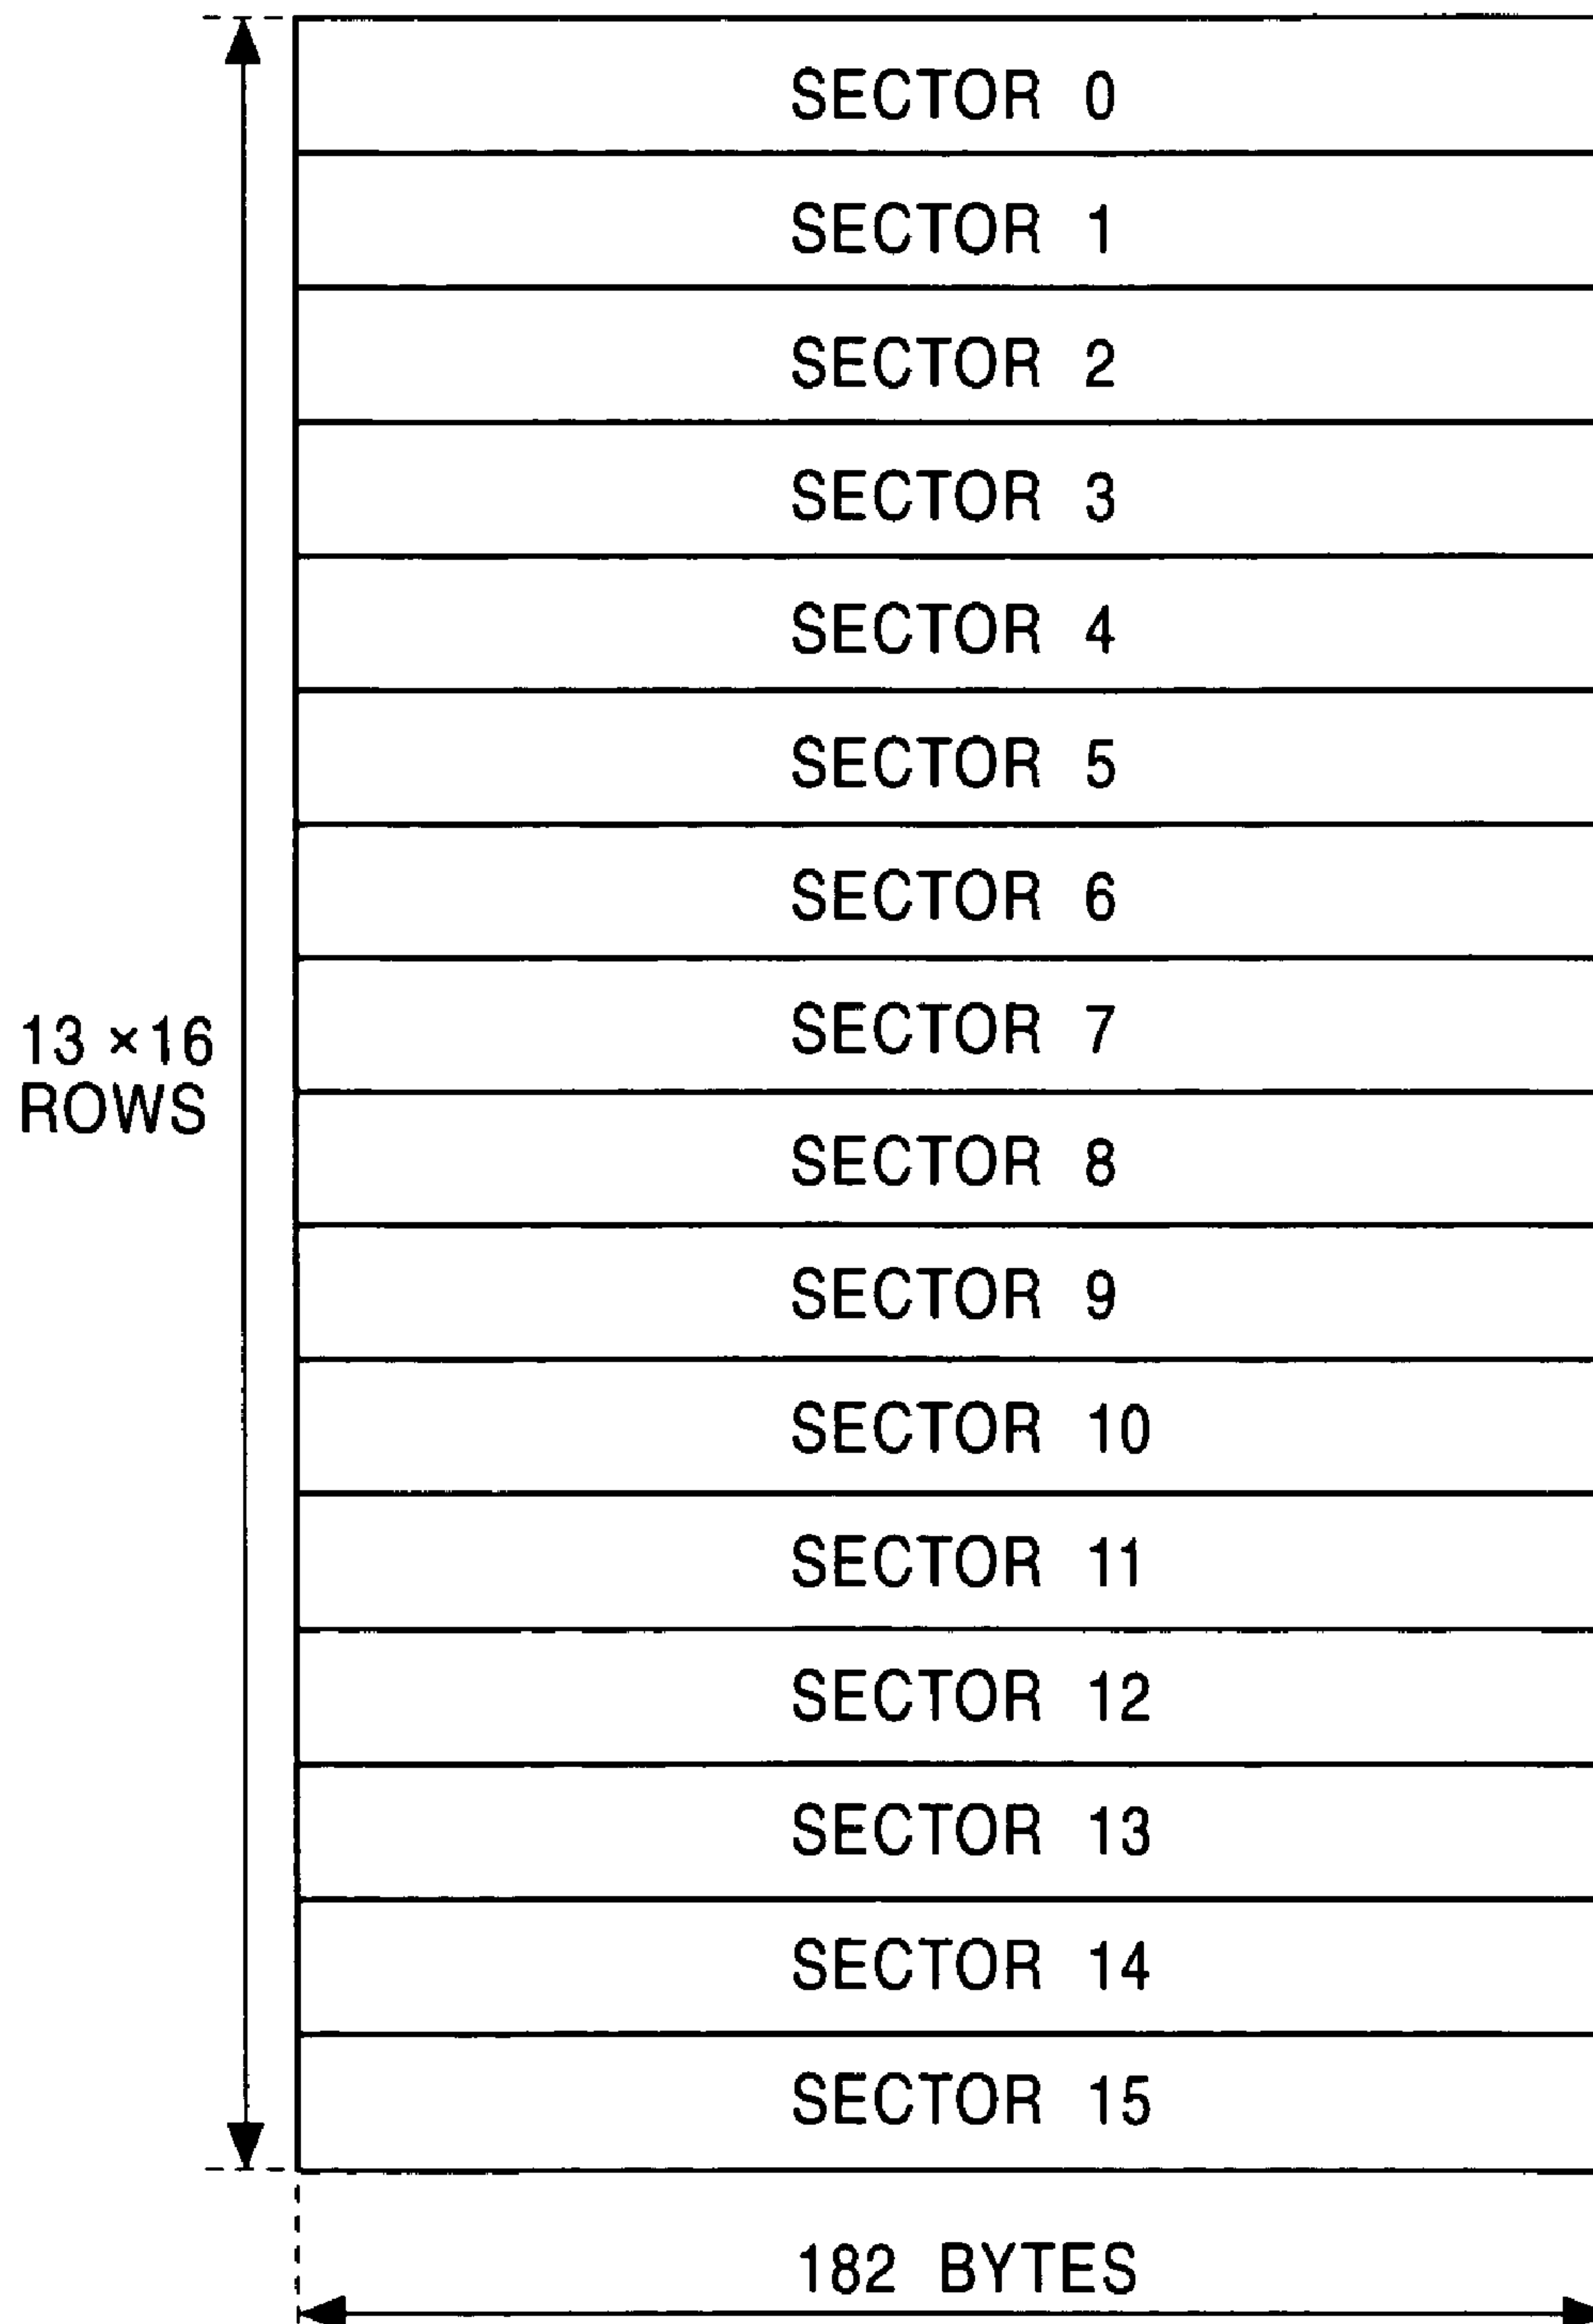 SECTOR 0
SECTOR 1
SECTOR 2
SECTOR 3
SECTOR 4
SECTOR 5
SECTOR 6
SECTOR 7
13 ×16
ROWS
SECTOR 8
SECTOR 9
SECTOR 10
SECTOR 11
SECTOR 12
SECTOR 13
SECTOR 14
SECTOR 15
182 BYTES